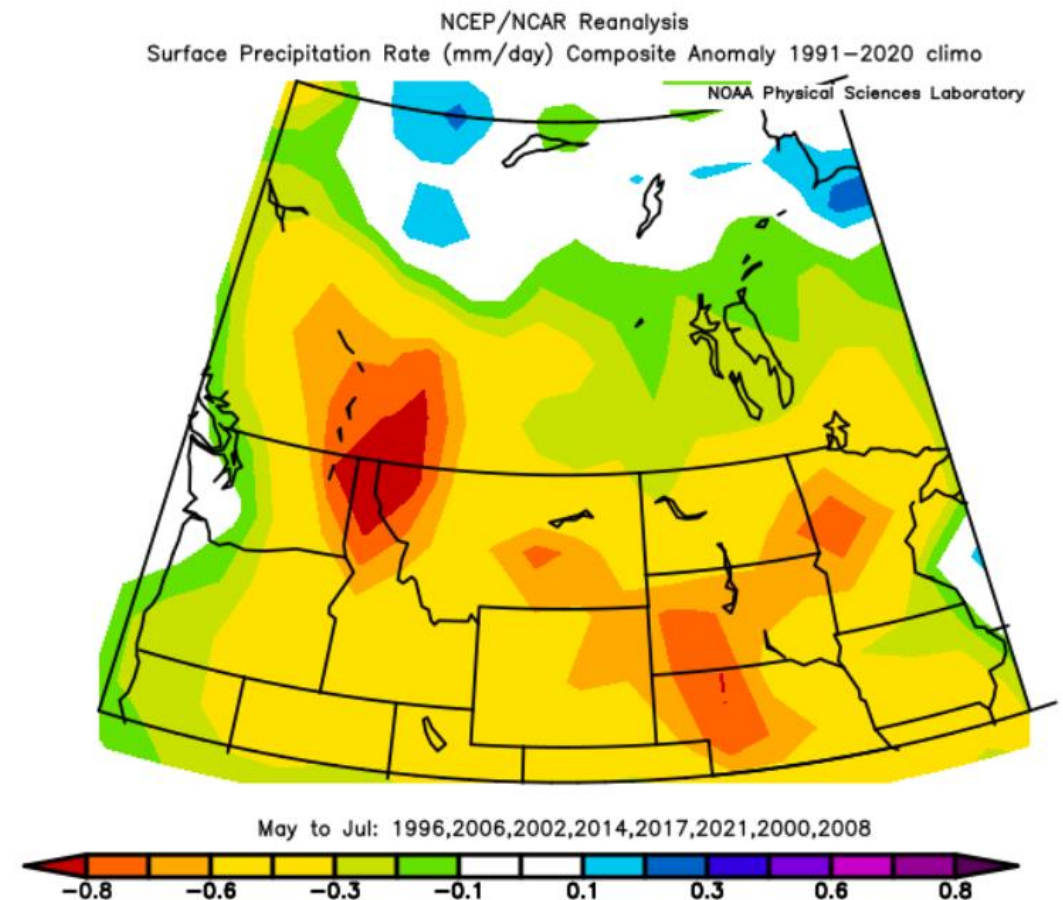 NCEP/NCAR Reanalysis
Surface Precipitation Rate (mm/day) Composite Anomaly 1991-2020 climo
NOAA Physical Sciences Laboratory
May to Jul: 1996,2006,2002,2014,2017,2021,2000,2008
-0.8 -0.6 -0.3 -0.1 0.1 0.3 0.6 0.8